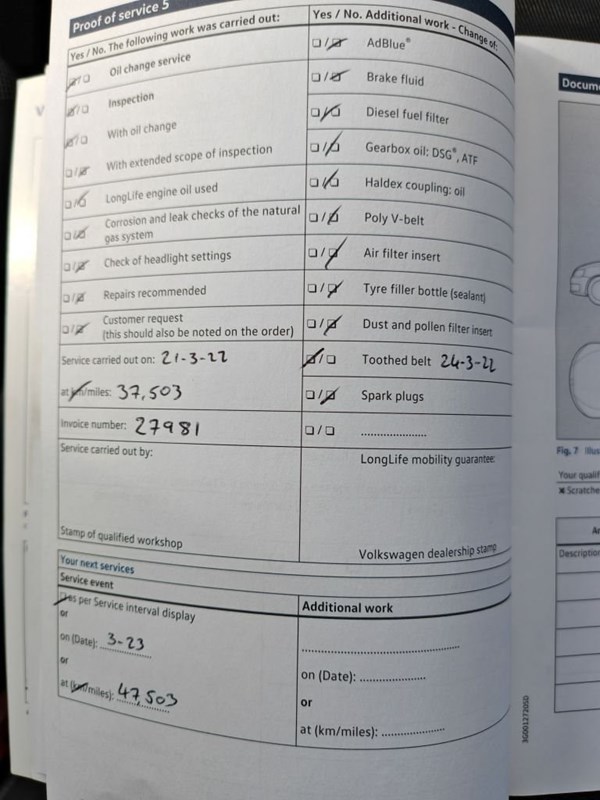 Proof of service 5
Yes / No. The following work was carried out:
Oil change service
Inspection
With oil change
With extended scope of inspection
LongLife engine oil used
Corrosion and leak checks of the natural
gas system
Check of headlight settings
Repairs recommended
Customer request
(this should also be noted on the order)
Service carried out on: 21-3-22
at km/miles: 37,503
Invoice number: 27981
Service carried out by:
Stamp of qualified workshop
Yes / No. Additional work - Change of:
AdBlue®
Brake fluid
Diesel fuel filter
Gearbox oil: DSG®, ATF
Haldex coupling: oil
Poly V-belt
Air filter insert
Tyre filler bottle (sealant)
Dust and pollen filter insert
Toothed belt 24-3-22
Spark plugs
LongLife mobility guarantee:
Volkswagen dealership stamp
Your next services
Service event
as per Service interval display
or
on (Date): 3-23
or
at (km/miles): 47,503
Additional work
on (Date):
or
at (km/miles):
Docume
Fig. 7 Illus
Your qualif
Scratche
Description
3G0012720SD